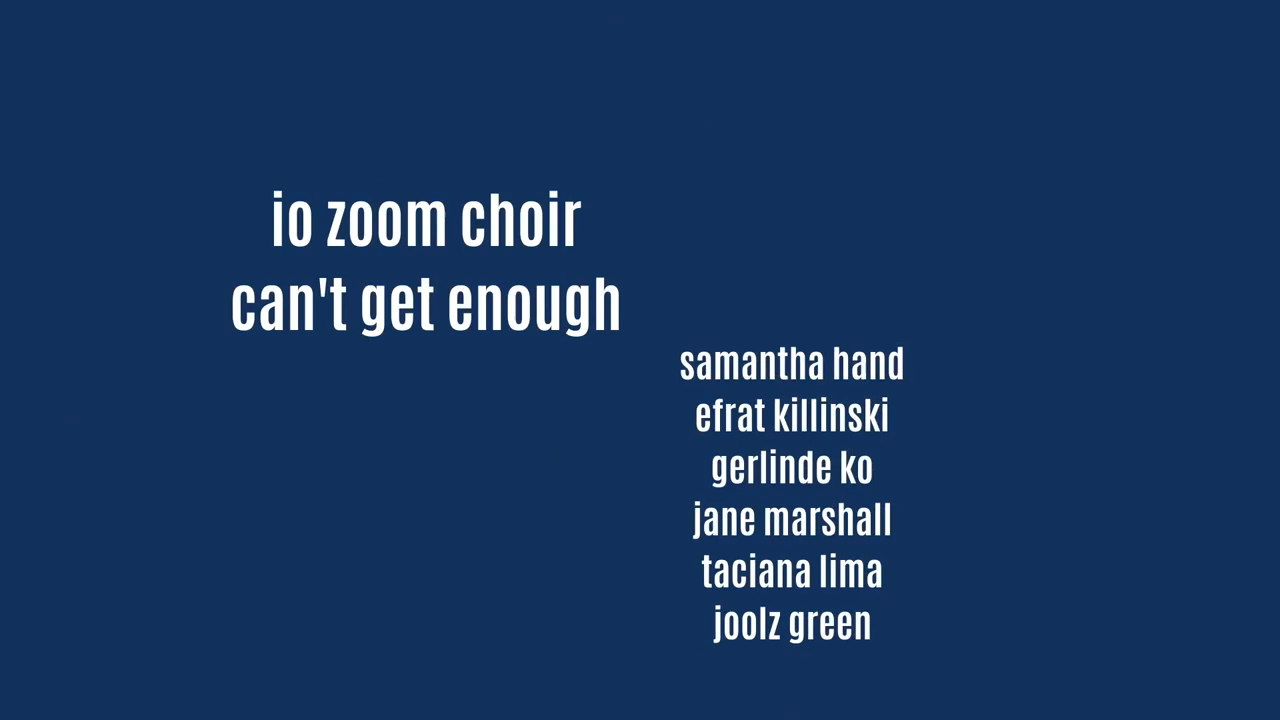 io zoom choir
can't get enough
samantha hand
efrat killinski
gerlinde ko
jane marshall
taciana lima
joolz green